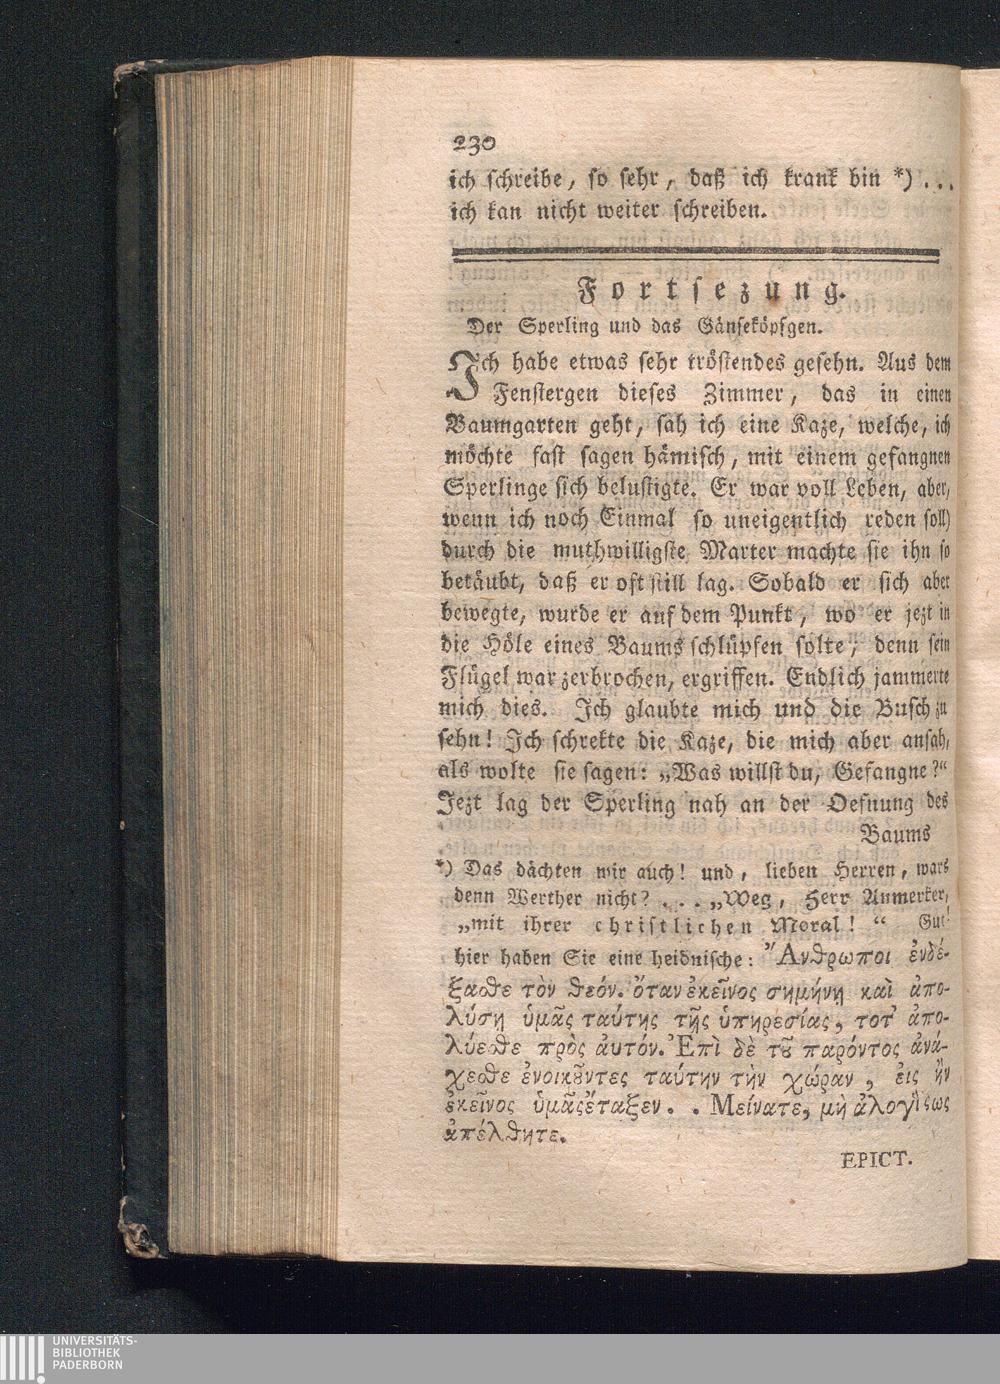 230
ich schreibe, so sehr, daß ich krank bin *)...
ich kan nicht weiter schreiben.
Fortsezung.
Der Sperling und das Gänseköpfgen.
Ich habe etwas sehr tröstendes gesehn. Aus dem
Fenstergen dieses Zimmer, das in einen
Baumgarten geht, sah ich eine Kaze, welche, ich
möchte fast sagen hämisch, mit einem gefangnen
Sperlinge sich belustigte. Er war voll Leben, aber,
wenn ich noch Einmal so uneigentlich reden soll)
durch die muthwilligste Marter machte sie ihn so
betäubt, daß er oft still lag. Sobald er sich aber
bewegte, wurde er auf dem Punkt, wo er jezt in
die Höle eines Baums schlüpfen solte, denn sein
Flügel war zerbrochen, ergriffen. Endlich jammerte
mich dies. Ich glaubte mich und die Busch zu
sehn! Ich schrekte die Kaze, die mich aber ansah,
als wolte sie sagen: „Was willst du, Gefangne?“
Jezt lag der Sperling nah an der Oefnung des
Baums
*) Das dächten wir auch! und, lieben Herren, wars
denn Werther nicht? ... „Weg, Herr Anmerker,
„mit ihrer christlichen Moral! “ Gut!
hier haben Sie eine heidnische: Ἄνθρωποι ἐνδέ-
ξασθε τὸν θεόν. ὅταν ἐκεῖνος σημήνῃ καὶ ἀπο-
λύσῃ ὑμᾶς ταύτης τῆς ὑπηρεσίας, τοτ' ἀπο-
λύεσθε πρὸς ἀυτόν. Ἐπὶ δὲ τοῦ παρόντος ἀνά-
χεσθε ἐνοικοῦντες ταύτην τὴν χώραν, ἐις ἣν
ἐκεῖνος ὑμᾶς ἔταξεν. . Μείνατε, μὴ ἀλογίςως
ἀπέλθητε.
EPICT.
UNIVERSITÄTS-
BIBLIOTHEK
PADERBORN